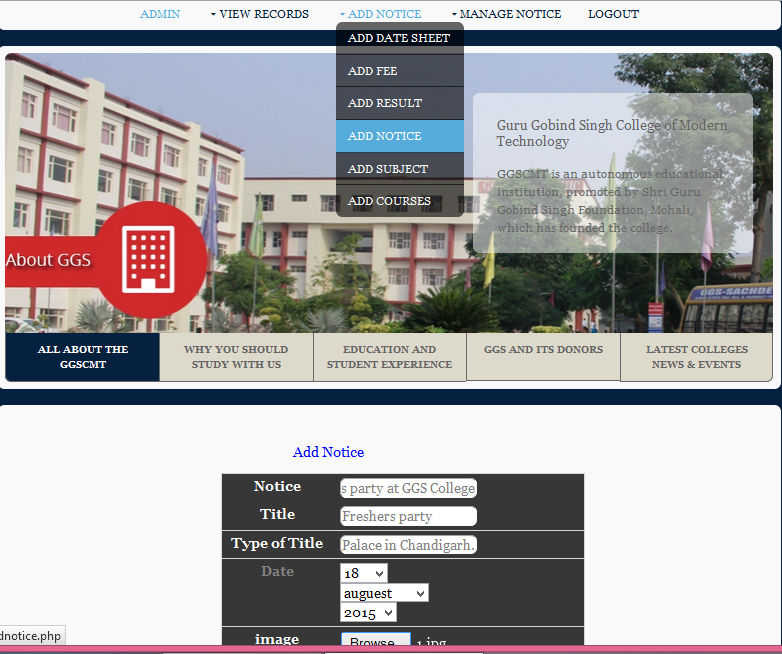 ADMIN VIEW RECORDS ADD NOTICE MANAGE NOTICE LOGOUT
ADD DATE SHEET
ADD FEE
ADD RESULT
ADD NOTICE
ADD SUBJECT
ADD COURSES
Guru Gobind Singh College of Modern
Technology
GGSCMT is an autonomous educational
institution, promoted by Shri Guru
Gobind Singh Foundation, Mohali,
which has founded the college.
About GGS
GGS-SACHDE
ALL ABOUT THE
GGSCMT
WHY YOU SHOULD
STUDY WITH US
EDUCATION AND
STUDENT EXPERIENCE
GGS AND ITS DONORS
LATEST COLLEGES
NEWS & EVENTS
Add Notice
Notice s party at GGS College
Title Freshers party
Type of Title Palace in Chandigarh.
Date 18
auguest
2015
image Browse... 1.jpg
dnotice.php